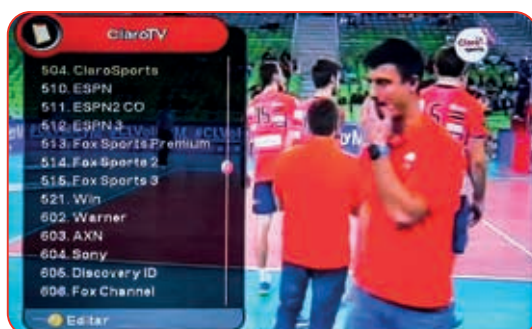 ClaroTV
504. ClaroSports
510. ESPN
511. ESPN2 CO
512. ESPN 3
513. Fox Sports Premium
514. Fox Sports 2
515. Fox Sports 3
521. Win
602. Warner
603. AXN
604. Sony
605. Discovery ID
606. Fox Channel
Editar
Claro
sports
15